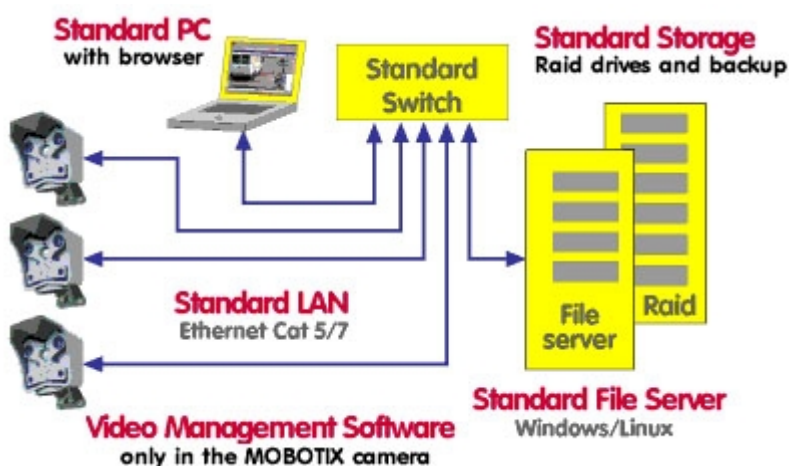 Standard PC
with browser
Standard
Switch
Standard Storage
Raid drives and backup
Standard LAN
Ethernet Cat 5/7
File
server
Raid
Standard File Server
Windows/Linux
Video Management Software
only in the MOBOTIX camera